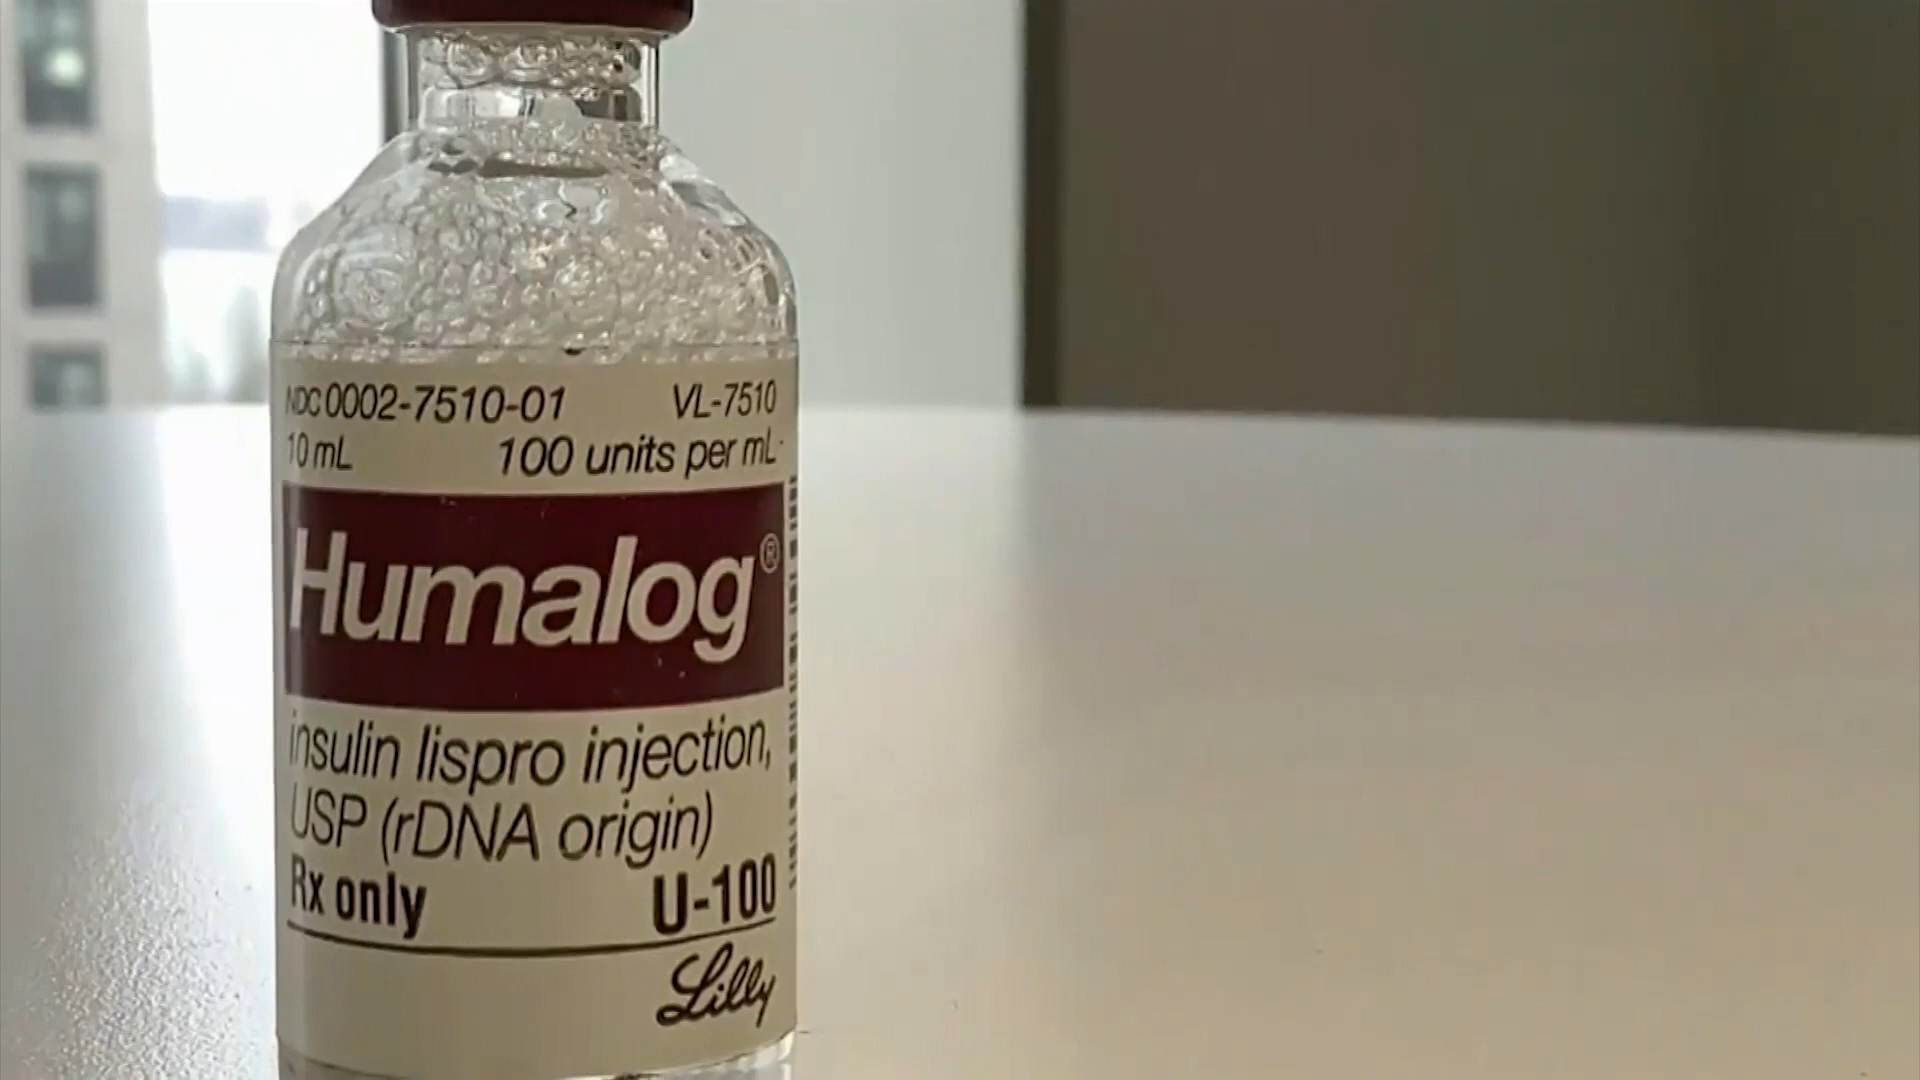 NDC 0002-7510-01 VL-7510
10 mL 100 units per mL
Humalog®
insulin lispro injection,
USP (rDNA origin)
Rx only U-100
Lilly